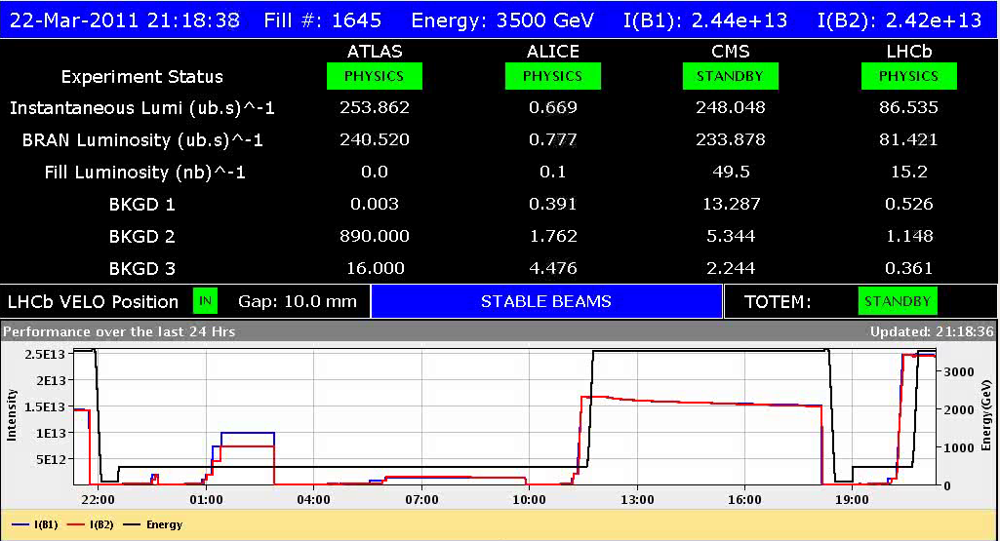 22-Mar-2011 21:18:38 Fill #: 1645 Energy: 3500 GeV I(B1): 2.44e+13 I(B2): 2.42e+13
ATLAS ALICE CMS LHCb
Experiment Status PHYSICS PHYSICS STANDBY PHYSICS
Instantaneous Lumi (ub.s)^-1 253.862 0.669 248.048 86.535
BRAN Luminosity (ub.s)^-1 240.520 0.777 233.878 81.421
Fill Luminosity (nb)^-1 0.0 0.1 49.5 15.2
BKGD 1 0.003 0.391 13.287 0.526
BKGD 2 890.000 1.762 5.344 1.148
BKGD 3 16.000 4.476 2.244 0.361
LHCb VELO Position IN Gap: 10.0 mm STABLE BEAMS TOTEM: STANDBY
Performance over the last 24 Hrs Updated: 21:18:36
2.5E13
2E13
1.5E13
1E13
5E12
Intensity
3000
2000
1000
0
Energy(GeV)
22:00 01:00 04:00 07:00 10:00 13:00 16:00 19:00
I(B1) I(B2) Energy